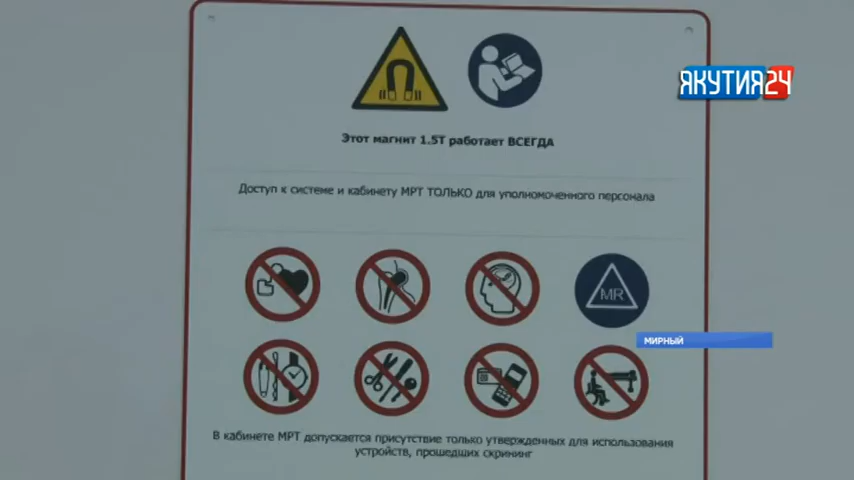 ЯКУТИЯ24
Этот магнит 1.5Т работает ВСЕГДА
Доступ к системе и кабинету МРТ ТОЛЬКО для уполномоченного персонала
MR
МИРНЫЙ
В кабинете МРТ допускается присутствие только утвержденных для использования
устройств, прошедших скрининг